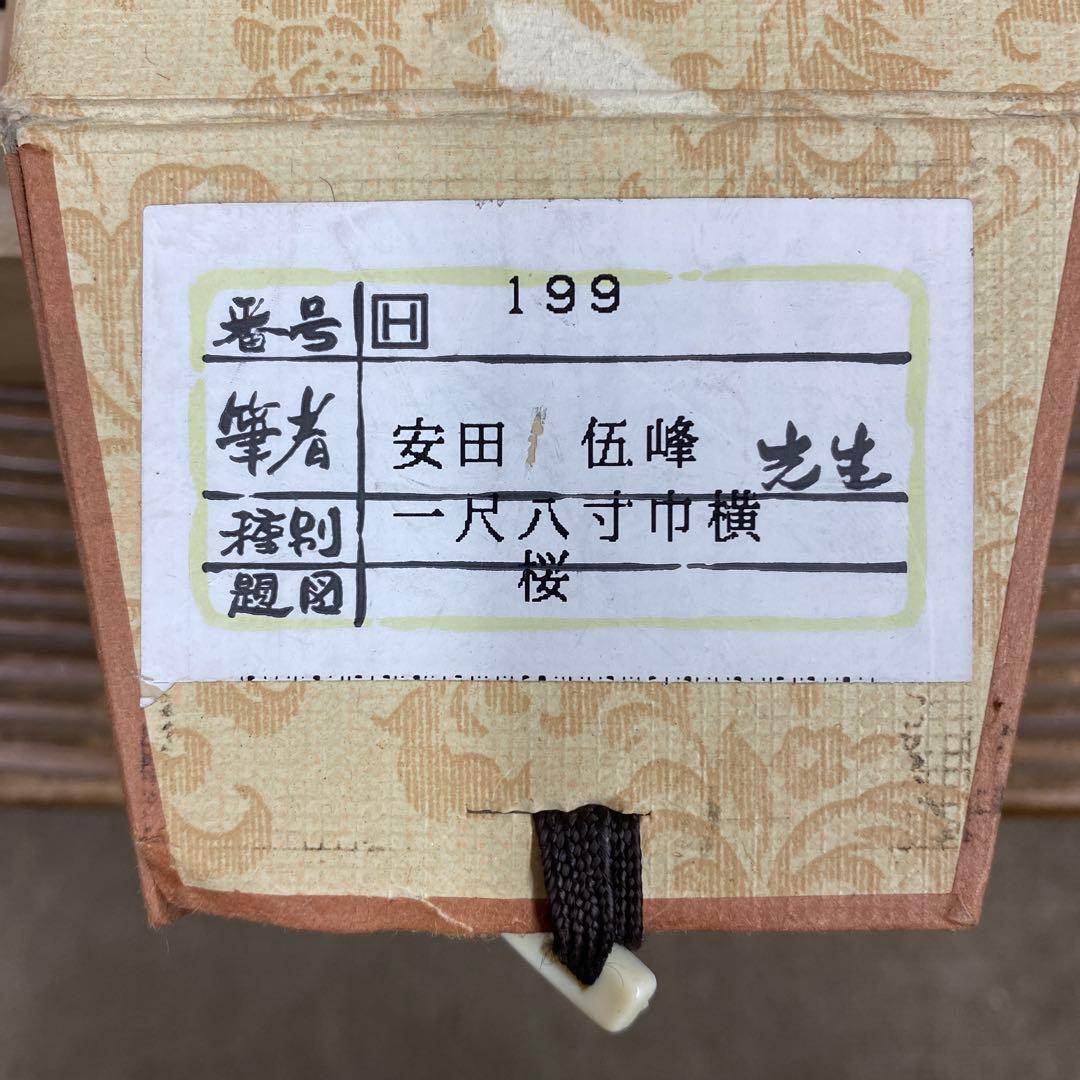 番号 H 199
筆者 安田 伍峰 先生
種別 一尺八寸巾横
題図 桜